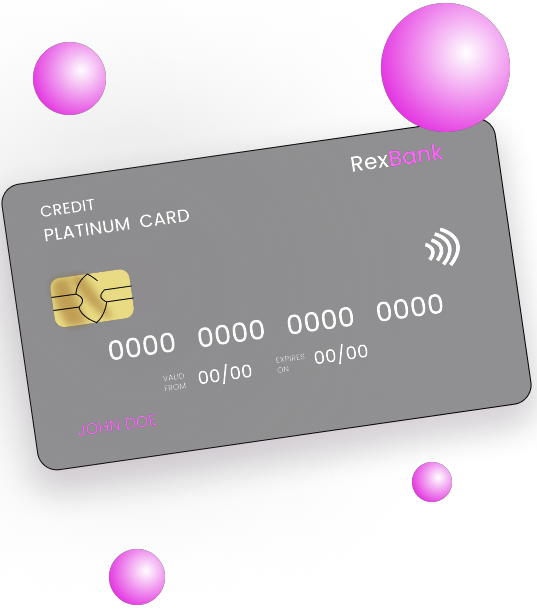 RexBank
CREDIT
PLATINUM CARD
0000 0000 0000 0000
VALID FROM 00/00 EXPIRES ON 00/00
JOHN DOE